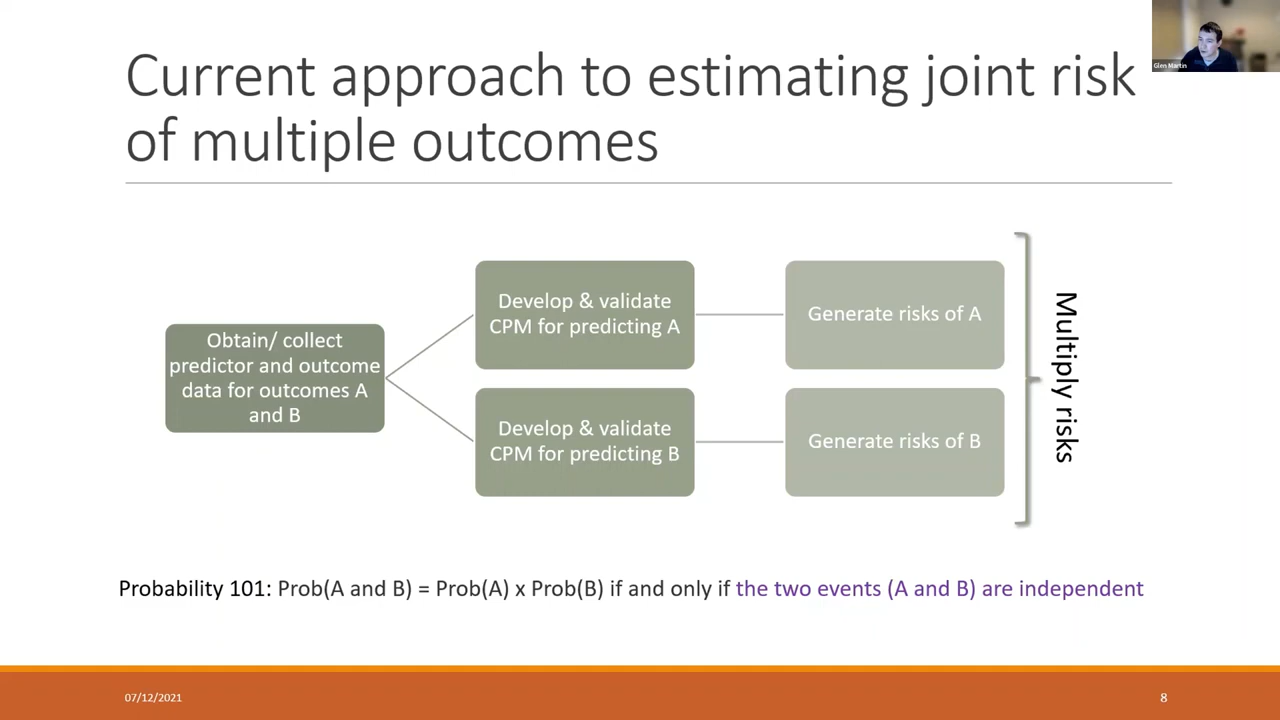 Current approach to estimating joint risk
of multiple outcomes
Glen Martin
Obtain/ collect
predictor and outcome
data for outcomes A
and B
Develop & validate
CPM for predicting A
Generate risks of A
Develop & validate
CPM for predicting B
Generate risks of B
Multiply risks
Probability 101: Prob(A and B) = Prob(A) x Prob(B) if and only if the two events (A and B) are independent
07/12/2021
8